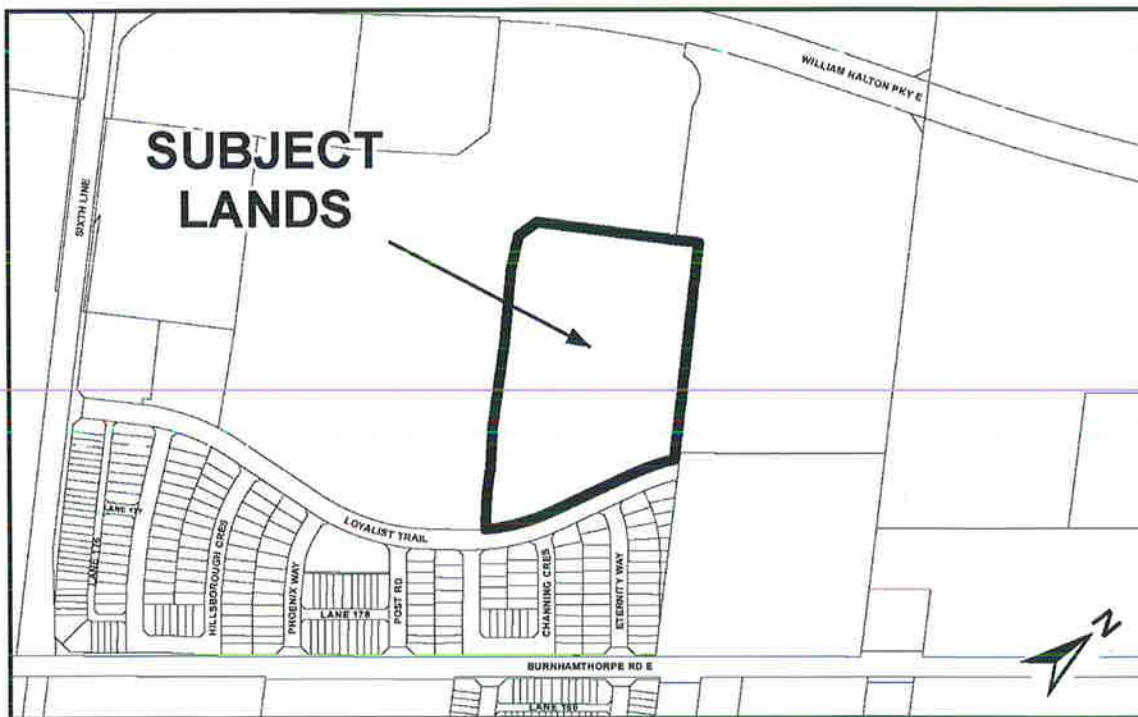 WILLIAM HALTON PKY E
SUBJECT
LANDS
SIXTH LINE
LOYALIST TRAIL
LANE 176
HILLSBOROUGH CRES
PHOENIX WAY
LANE 178
POST RD
CHANNING CRES
ETERNITY WAY
N
BURNHAMTHORPE RD E
LANE 180